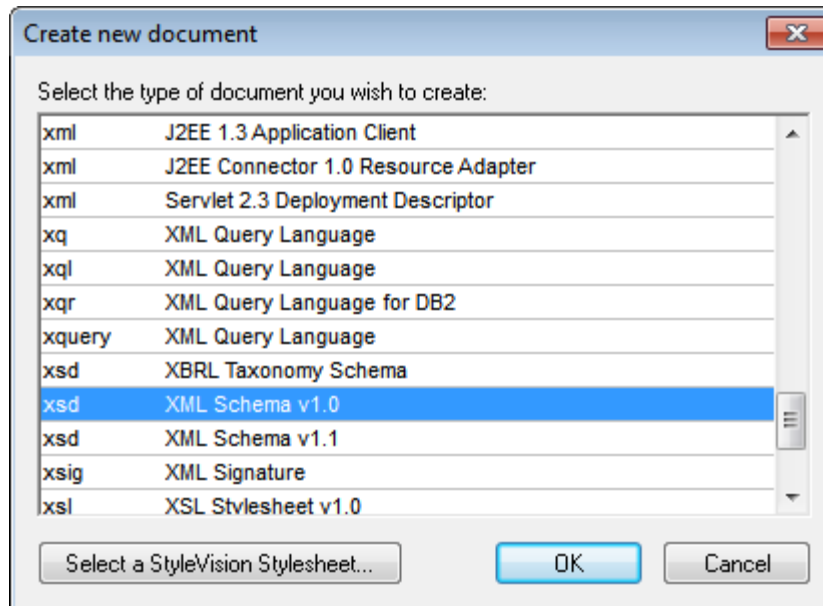 Create new document
Select the type of document you wish to create:
xml J2EE 1.3 Application Client
xml J2EE Connector 1.0 Resource Adapter
xml Servlet 2.3 Deployment Descriptor
xq XML Query Language
xql XML Query Language
xqr XML Query Language for DB2
xquery XML Query Language
xsd XBRL Taxonomy Schema
xsd XML Schema v1.0
xsd XML Schema v1.1
xsig XML Signature
xsl XSL Stylesheet v1.0
Select a StyleVision Stylesheet... OK Cancel